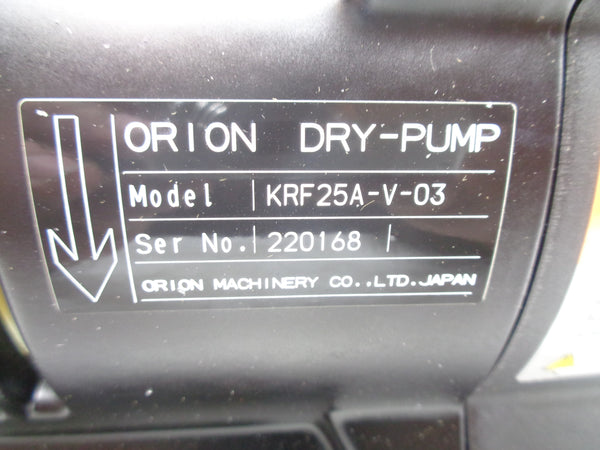 ORION DRY-PUMP
Model KRF25A-V-03
Ser No. 220168
ORION MACHINERY CO.,LTD.JAPAN